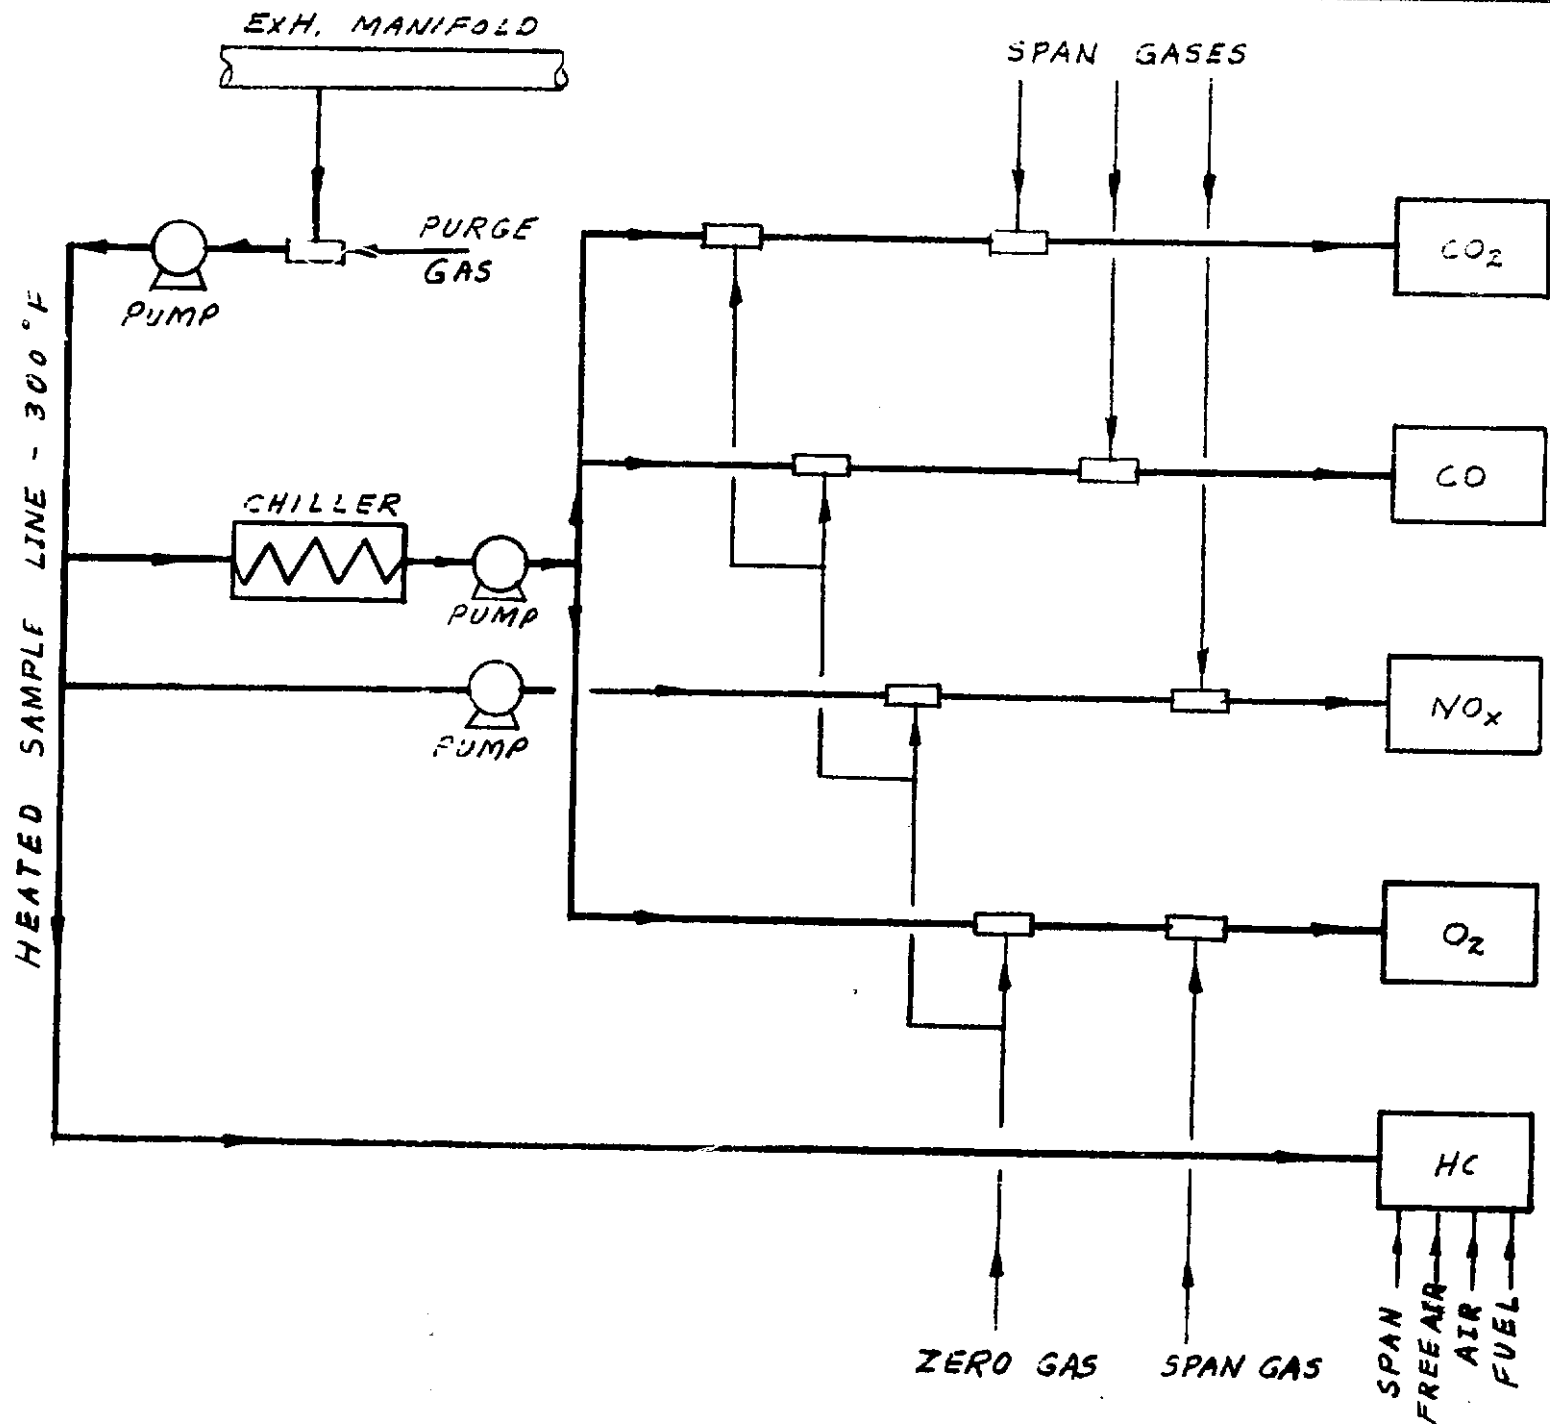 EXH. MANIFOLD
SPAN GASES
PURGE
GAS
PUMP
HEATED SAMPLE LINE - 300°F
CO2
CO
CHILLER
PUMP
PUMP
NOx
O2
HC
SPAN
FREE AIR
AIR
FUEL
ZERO GAS
SPAN GAS